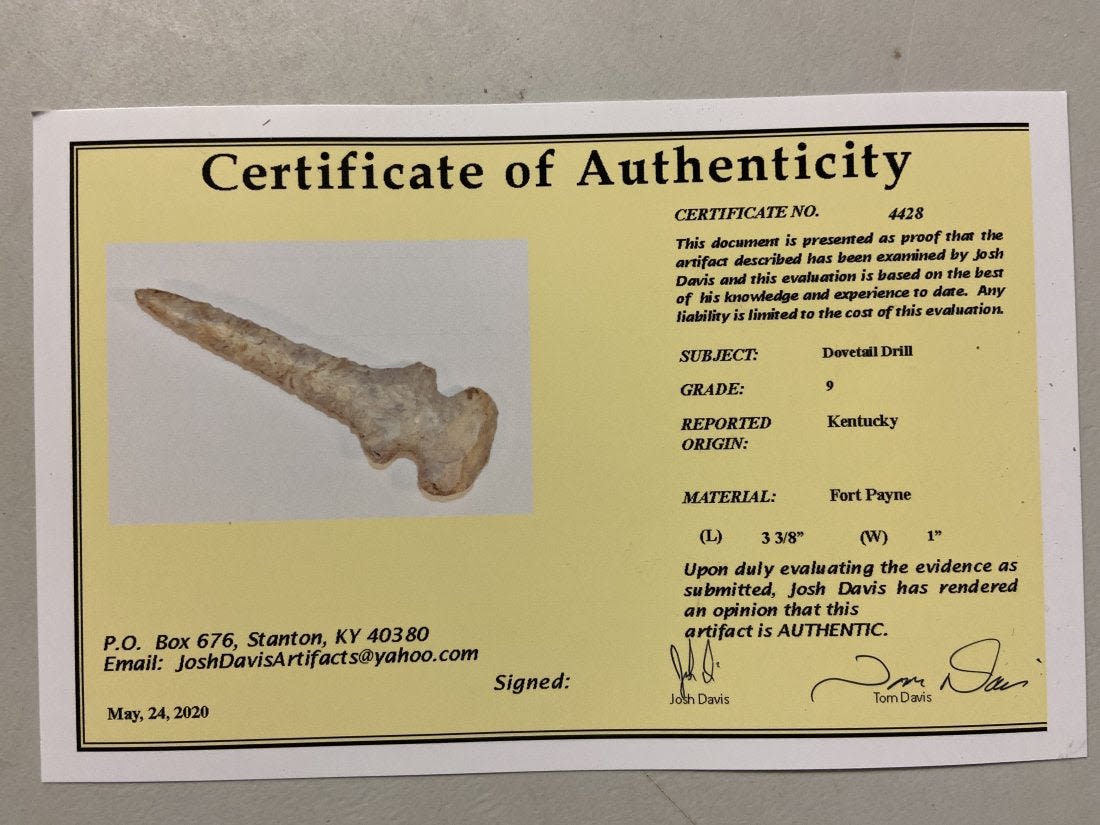 Certificate of Authenticity
CERTIFICATE NO. 4428
This document is presented as proof that the
artifact described has been examined by Josh
Davis and this evaluation is based on the best
of his knowledge and experience to date. Any
liability is limited to the cost of this evaluation.
SUBJECT: Dovetail Drill
GRADE: 9
REPORTED Kentucky
ORIGIN:
MATERIAL: Fort Payne
(L) 3 3/8” (W) 1”
Upon duly evaluating the evidence as
submitted, Josh Davis has rendered
an opinion that this
artifact is AUTHENTIC.
P.O. Box 676, Stanton, KY 40380
Email: JoshDavisArtifacts@yahoo.com
Signed:
Josh Davis
Tom Davis
May, 24, 2020